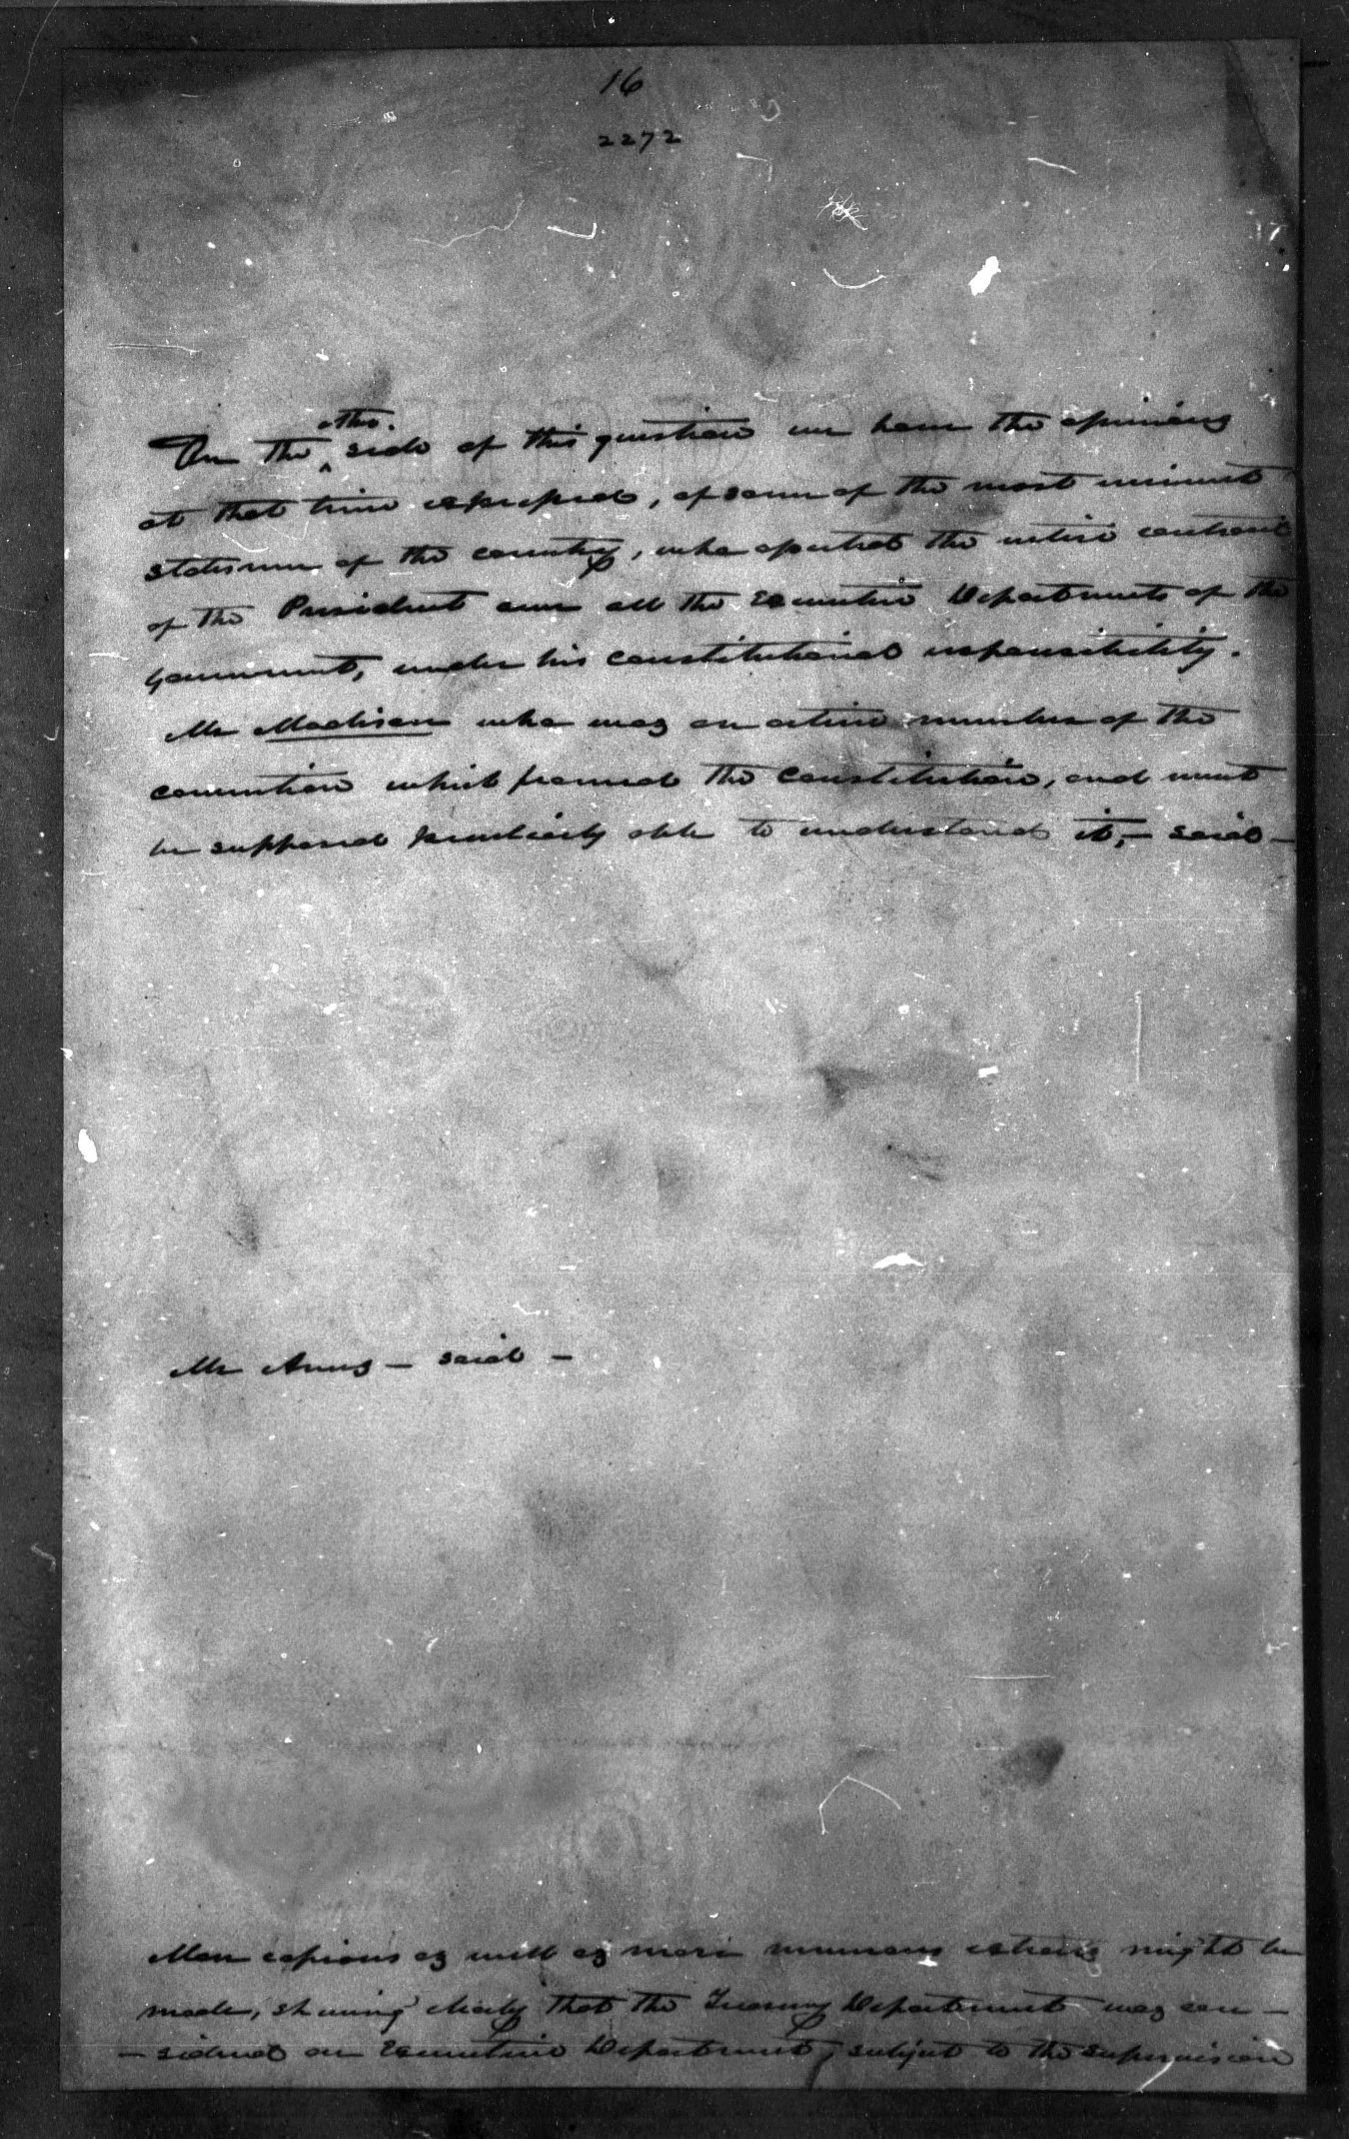 16
2272
other
On the ^ side of this question we have the opinions
at that time expressed, of some of the most eminent
statesmen of the country, who asserted the entire control
of the President over all the Executive Departments of the
government, under his constitutional responsibility.
Mr Madison who was an active member of the
convention which framed the constitution, and must
be supposed peculiarly able to understand it,— said —
Mr Ames — said —
More copious as well as more numerous extracts might be
made, showing clearly that the Treasury Department was con —
— sidered an Executive Department, subject to the supervision